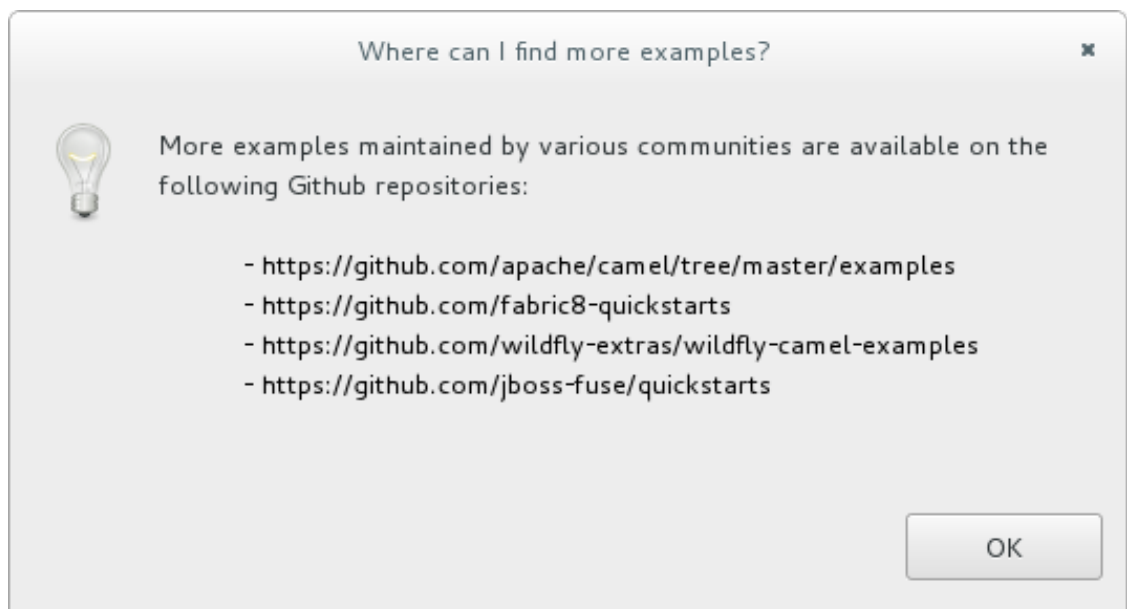 Where can I find more examples?
More examples maintained by various communities are available on the
following Github repositories:
- https://github.com/apache/camel/tree/master/examples
- https://github.com/fabric8-quickstarts
- https://github.com/wildfly-extras/wildfly-camel-examples
- https://github.com/jboss-fuse/quickstarts
OK